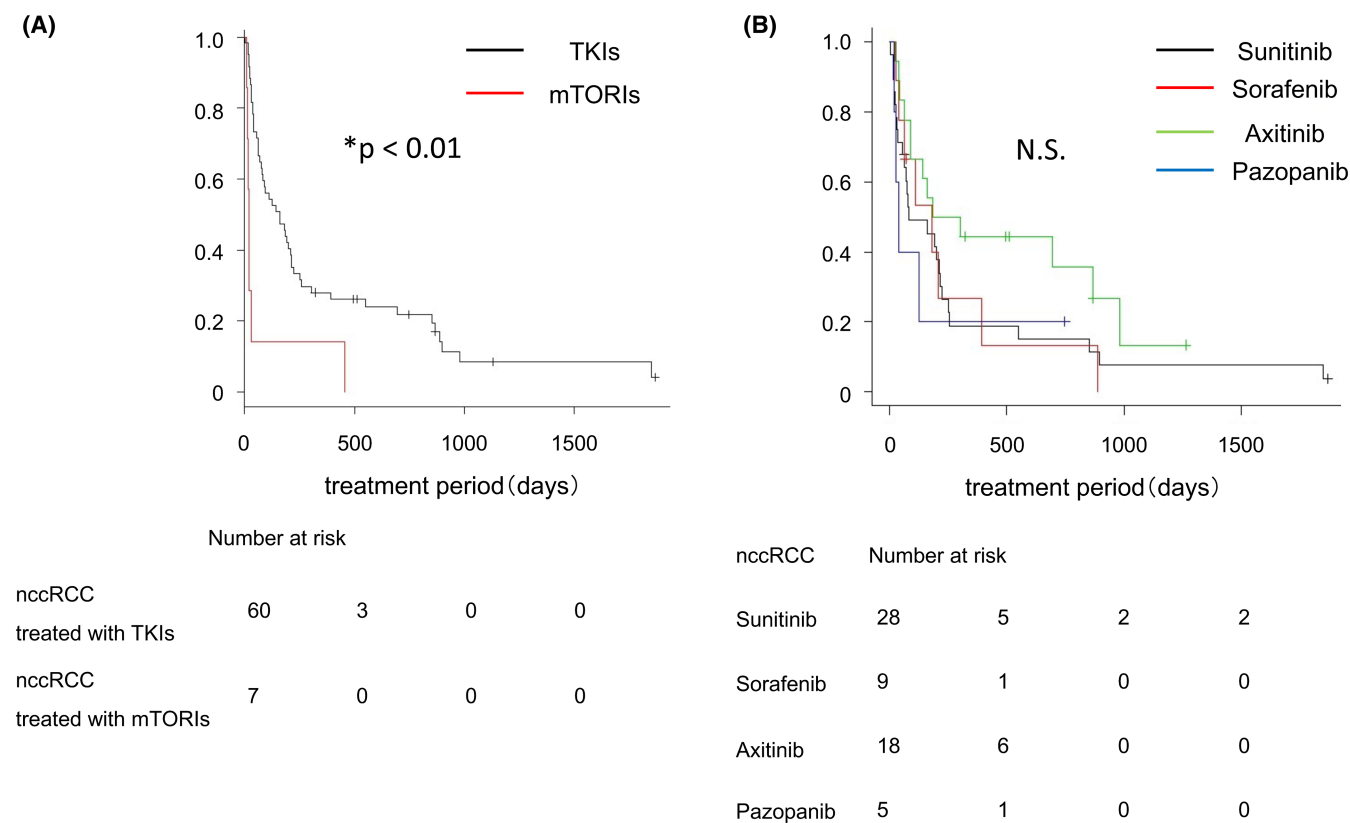 (A)
1.0
0.8
0.6
0.4
0.2
0
TKIs
mTORIs
*p < 0.01
0 500 1000 1500
treatment period（days）
Number at risk
nccRCC
treated with TKIs 60 3 0 0
nccRCC
treated with mTORIs 7 0 0 0
(B)
1.0
0.8
0.6
0.4
0.2
0
Sunitinib
Sorafenib
Axitinib
Pazopanib
N.S.
0 500 1000 1500
treatment period（days）
nccRCC Number at risk
Sunitinib 28 5 2 2
Sorafenib 9 1 0 0
Axitinib 18 6 0 0
Pazopanib 5 1 0 0